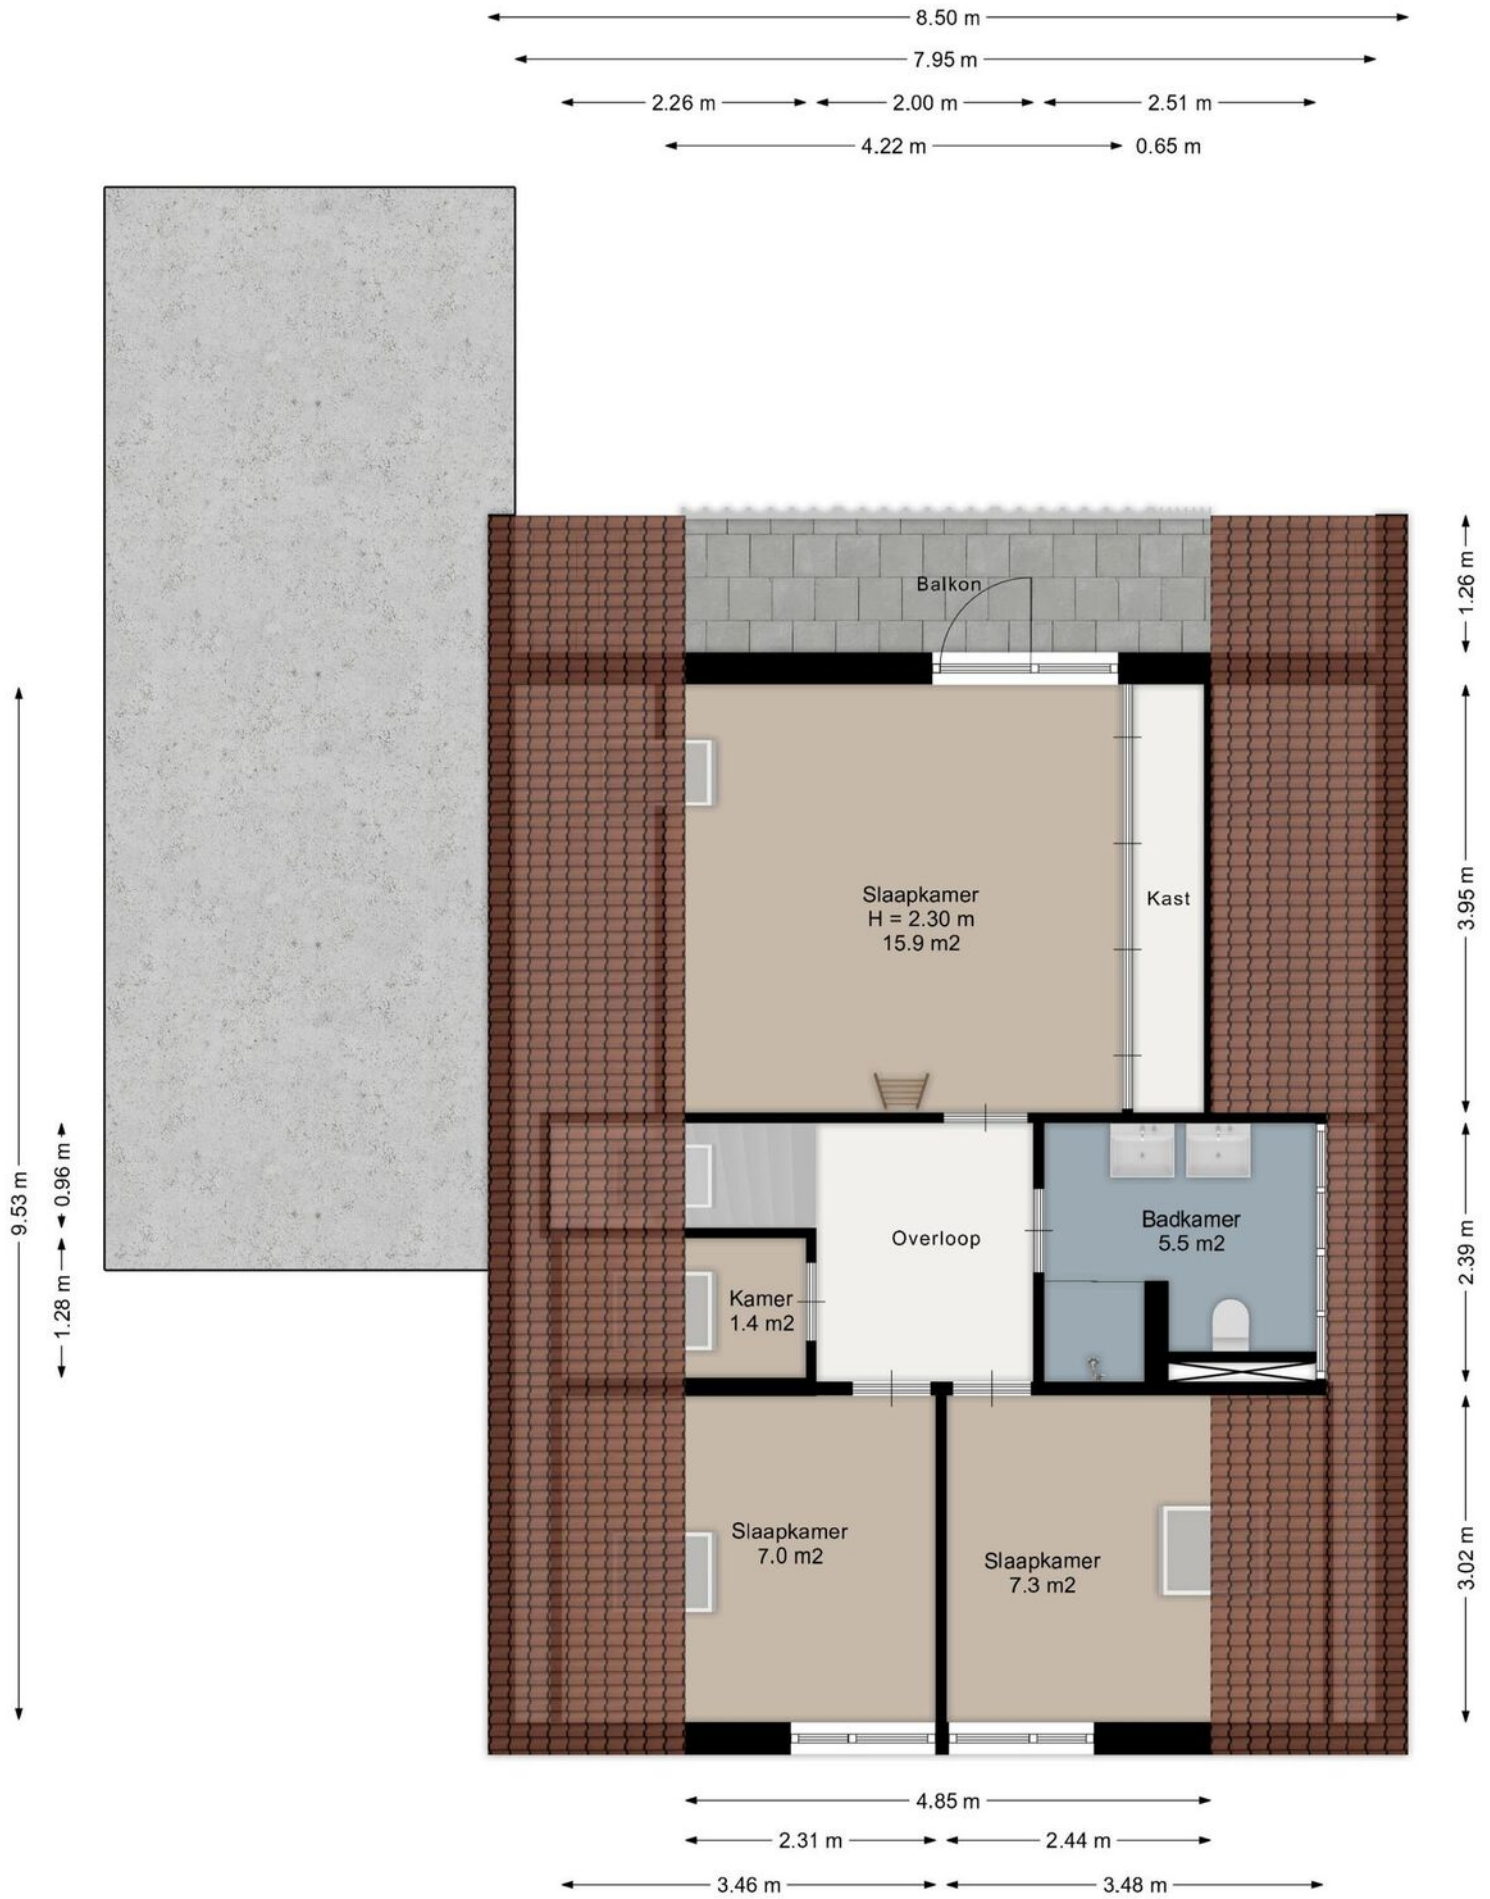 8.50 m
7.95 m
2.26 m
2.00 m
2.51 m
4.22 m
0.65 m
Balkon
1.26 m
Slaapkamer
H = 2.30 m
15.9 m2
Kast
3.95 m
9.53 m
0.96 m
1.28 m
Overloop
Badkamer
5.5 m2
2.39 m
Kamer
1.4 m2
Slaapkamer
7.0 m2
Slaapkamer
7.3 m2
3.02 m
4.85 m
2.31 m
2.44 m
3.46 m
3.48 m